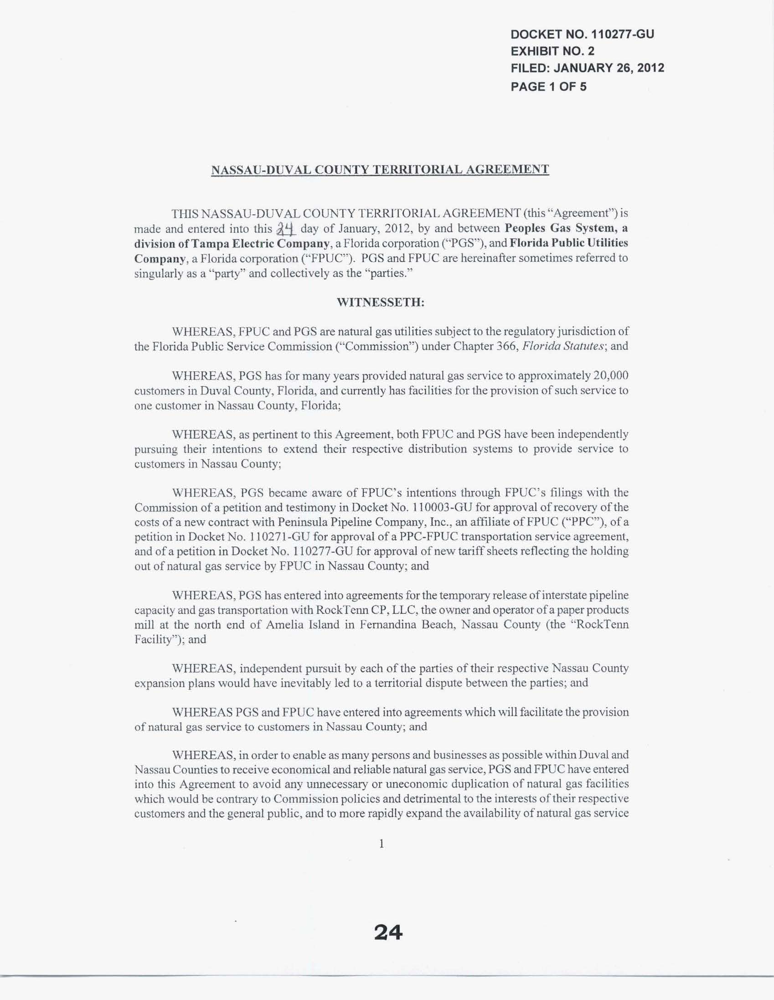 DOCKET NO. 110277-GU
EXHIBIT NO. 2
FILED: JANUARY 26, 2012
PAGE 1 OF 5
NASSAU-DUVAL COUNTY TERRITORIAL AGREEMENT
THIS NASSAU-DUVAL COUNTY TERRITORIAL AGREEMENT (this “Agreement”) is
made and entered into this 24 day of January, 2012, by and between Peoples Gas System, a
division of Tampa Electric Company, a Florida corporation (“PGS”), and Florida Public Utilities
Company, a Florida corporation (“FPUC”). PGS and FPUC are hereinafter sometimes referred to
singularly as a “party” and collectively as the “parties.”
WITNESSETH:
WHEREAS, FPUC and PGS are natural gas utilities subject to the regulatory jurisdiction of
the Florida Public Service Commission (“Commission”) under Chapter 366, Florida Statutes; and
WHEREAS, PGS has for many years provided natural gas service to approximately 20,000
customers in Duval County, Florida, and currently has facilities for the provision of such service to
one customer in Nassau County, Florida;
WHEREAS, as pertinent to this Agreement, both FPUC and PGS have been independently
pursuing their intentions to extend their respective distribution systems to provide service to
customers in Nassau County;
WHEREAS, PGS became aware of FPUC’s intentions through FPUC’s filings with the
Commission of a petition and testimony in Docket No. 110003-GU for approval of recovery of the
costs of a new contract with Peninsula Pipeline Company, Inc., an affiliate of FPUC (“PPC”), of a
petition in Docket No. 110271-GU for approval of a PPC-FPUC transportation service agreement,
and of a petition in Docket No. 110277-GU for approval of new tariff sheets reflecting the holding
out of natural gas service by FPUC in Nassau County; and
WHEREAS, PGS has entered into agreements for the temporary release of interstate pipeline
capacity and gas transportation with RockTenn CP, LLC, the owner and operator of a paper products
mill at the north end of Amelia Island in Fernandina Beach, Nassau County (the “RockTenn
Facility”); and
WHEREAS, independent pursuit by each of the parties of their respective Nassau County
expansion plans would have inevitably led to a territorial dispute between the parties; and
WHEREAS PGS and FPUC have entered into agreements which will facilitate the provision
of natural gas service to customers in Nassau County; and
WHEREAS, in order to enable as many persons and businesses as possible within Duval and
Nassau Counties to receive economical and reliable natural gas service, PGS and FPUC have entered
into this Agreement to avoid any unnecessary or uneconomic duplication of natural gas facilities
which would be contrary to Commission policies and detrimental to the interests of their respective
customers and the general public, and to more rapidly expand the availability of natural gas service
1
24